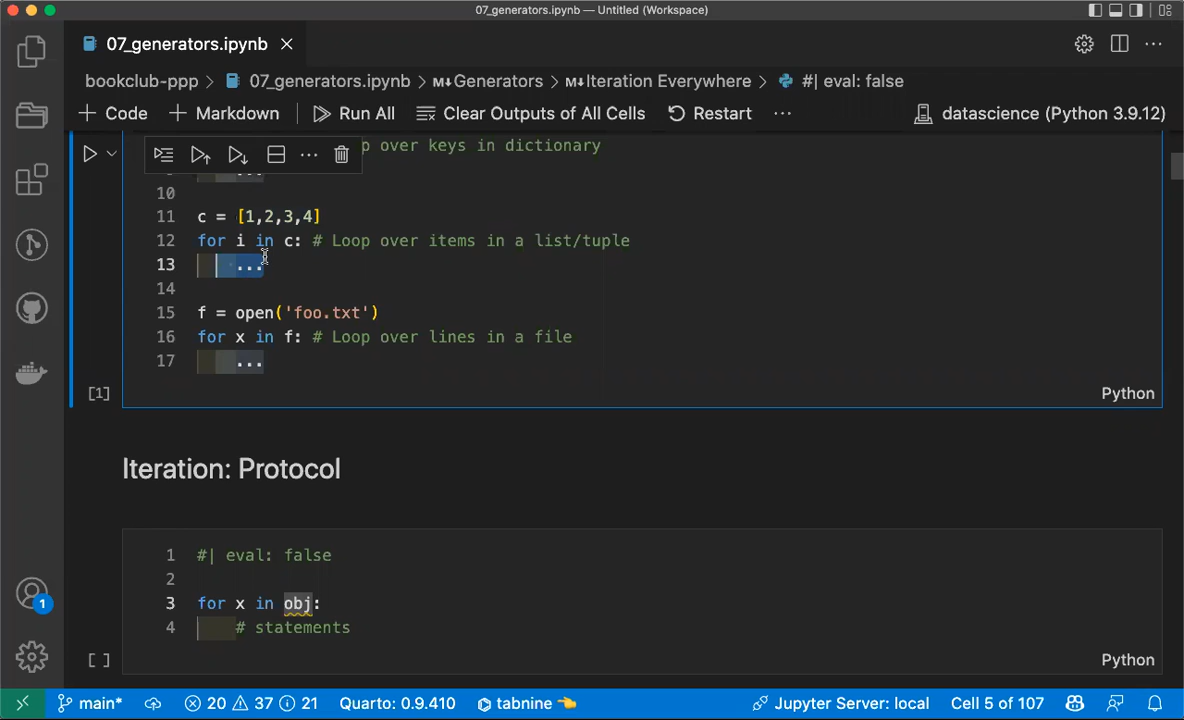 07_generators.ipynb — Untitled (Workspace)
07_generators.ipynb
bookclub-ppp > 07_generators.ipynb > M↓Generators > M↓Iteration Everywhere > #| eval: false
+ Code + Markdown Run All Clear Outputs of All Cells Restart ... datascience (Python 3.9.12)
p over keys in dictionary
...
10
11 c = [1,2,3,4]
12 for i in c: # Loop over items in a list/tuple
13 ...
14
15 f = open('foo.txt')
16 for x in f: # Loop over lines in a file
17 ...
[1] Python
Iteration: Protocol
1 #| eval: false
2
3 for x in obj:
4 # statements
[ ] Python
1
main* 20 37 21 Quarto: 0.9.410 tabnine Jupyter Server: local Cell 5 of 107